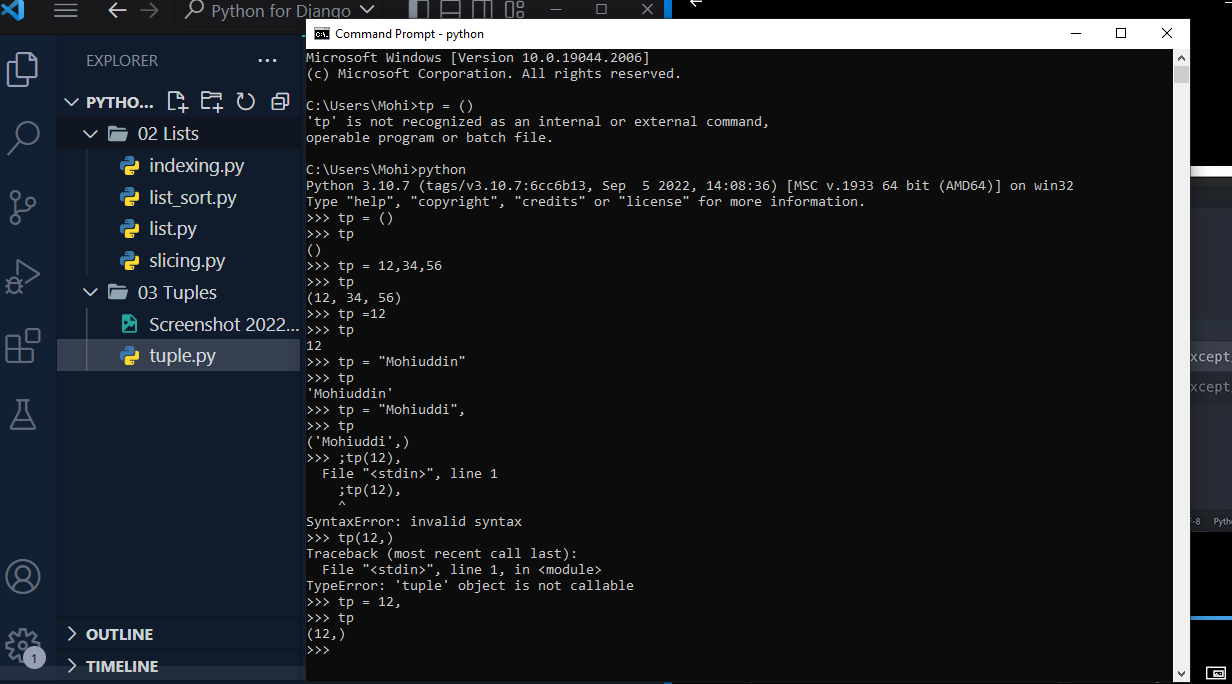 Python for Django
EXPLORER
PYTHO...
02 Lists
indexing.py
list_sort.py
list.py
slicing.py
03 Tuples
Screenshot 2022...
tuple.py
OUTLINE
TIMELINE
1
Command Prompt - python
Microsoft Windows [Version 10.0.19044.2006]
(c) Microsoft Corporation. All rights reserved.
C:\Users\Mohi>tp = ()
'tp' is not recognized as an internal or external command,
operable program or batch file.
C:\Users\Mohi>python
Python 3.10.7 (tags/v3.10.7:6cc6b13, Sep  5 2022, 14:08:36) [MSC v.1933 64 bit (AMD64)] on win32
Type "help", "copyright", "credits" or "license" for more information.
>>> tp = ()
>>> tp
()
>>> tp = 12,34,56
>>> tp
(12, 34, 56)
>>> tp =12
>>> tp
12
>>> tp = "Mohiuddin"
>>> tp
'Mohiuddin'
>>> tp = "Mohiuddi",
>>> tp
('Mohiuddi',)
>>> ;tp(12),
  File "<stdin>", line 1
    ;tp(12),
    ^
SyntaxError: invalid syntax
>>> tp(12,)
Traceback (most recent call last):
  File "<stdin>", line 1, in <module>
TypeError: 'tuple' object is not callable
>>> tp = 12,
>>> tp
(12,)
>>>
xcept
xcept
-8 Pyth